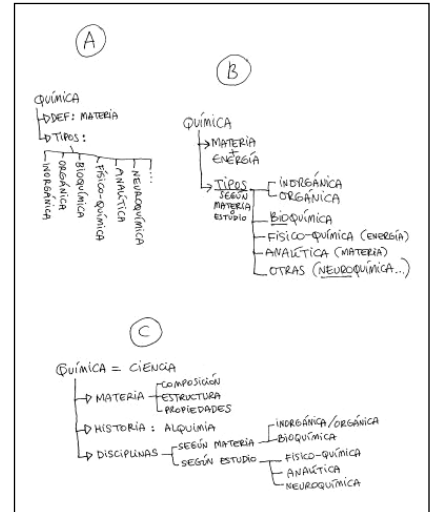 A
QUÍMICA
DEF: MATERIA
TIPOS:
INORGÁNICA
ORGÁNICA
BIOQUÍMICA
FÍSICO-QUÍMICA
ANALÍTICA
NEUROQUÍMICA
...
B
QUÍMICA
MATERIA
+
ENERGÍA
TIPOS
SEGÚN
MATERIA
O
ESTUDIO
INORGÁNICA
ORGÁNICA
BIOQUÍMICA
FÍSICO-QUÍMICA (ENERGÍA)
ANALÍTICA (MATERIA)
OTRAS (NEUROQUÍMICA...)
C
QUÍMICA = CIENCIA
MATERIA
COMPOSICIÓN
ESTRUCTURA
PROPIEDADES
HISTORIA: ALQUIMIA
DISCIPLINAS
SEGÚN MATERIA
INORGÁNICA/ORGÁNICA
BIOQUÍMICA
SEGÚN ESTUDIO
FÍSICO-QUÍMICA
ANALÍTICA
NEUROQUÍMICA